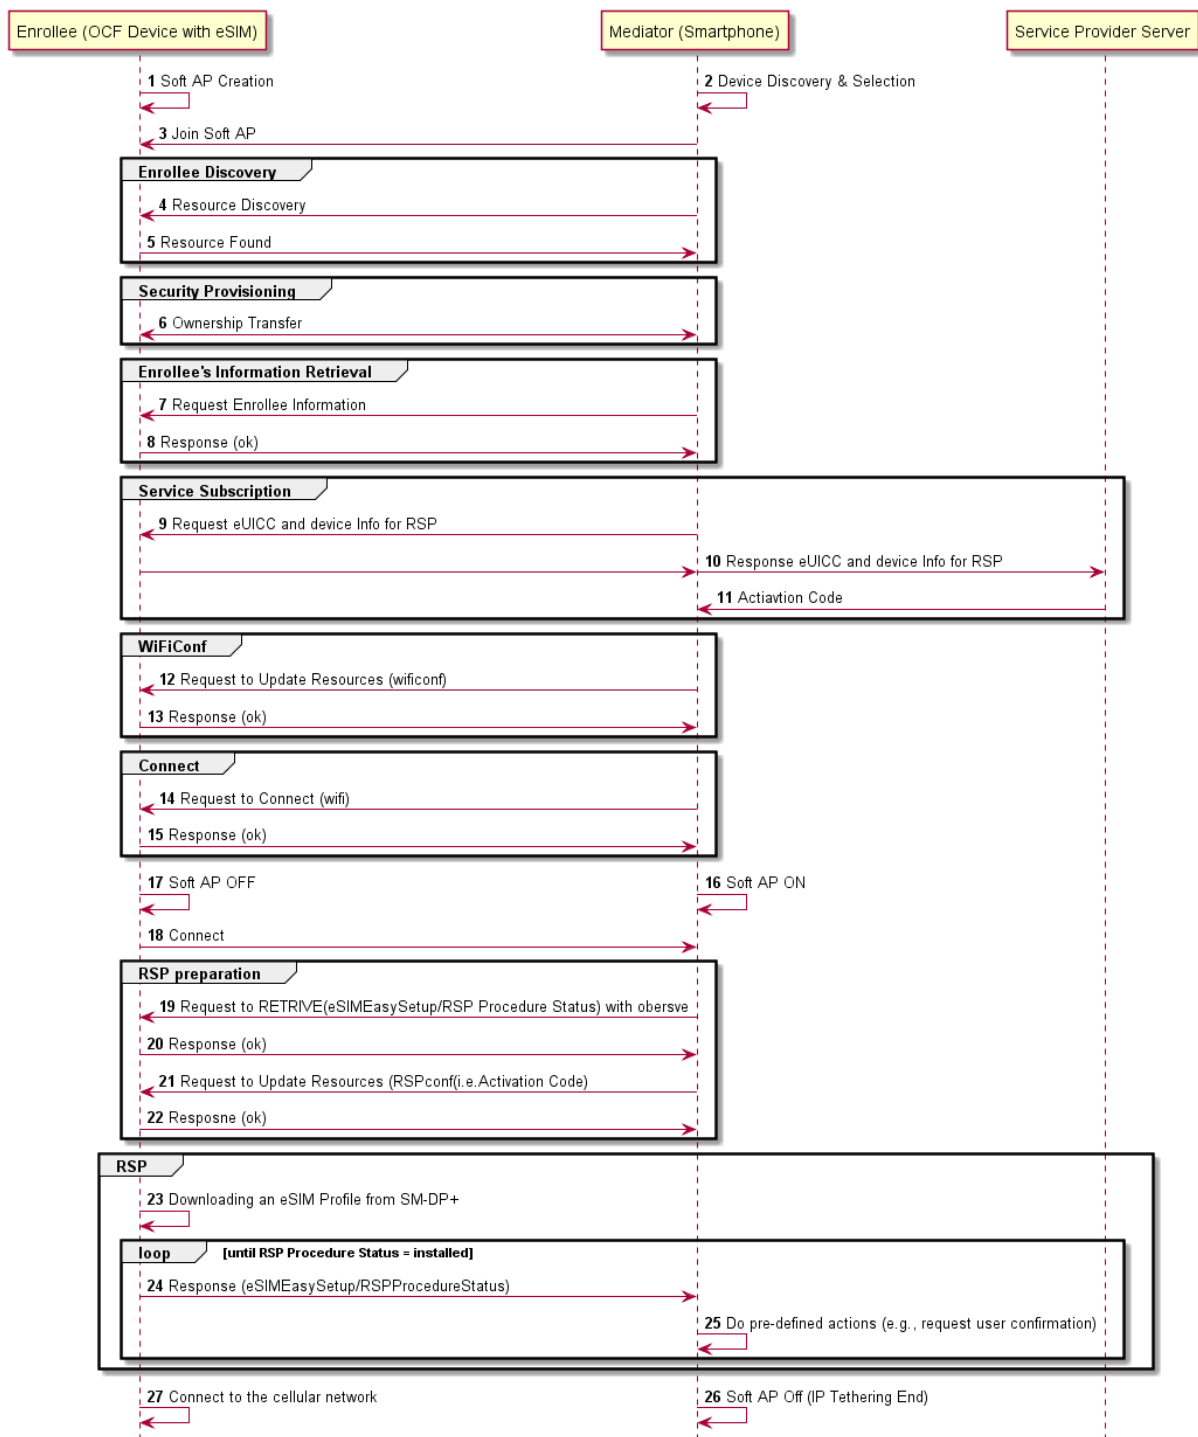 Enrollee (OCF Device with eSIM)
Mediator (Smartphone)
Service Provider Server
1 Soft AP Creation
2 Device Discovery & Selection
3 Join Soft AP
Enrollee Discovery
4 Resource Discovery
5 Resource Found
Security Provisioning
6 Ownership Transfer
Enrollee's Information Retrieval
7 Request Enrollee Information
8 Response (ok)
Service Subscription
9 Request eUICC and device Info for RSP
10 Response eUICC and device Info for RSP
11 Actiavtion Code
WiFiConf
12 Request to Update Resources (wificonf)
13 Response (ok)
Connect
14 Request to Connect (wifi)
15 Response (ok)
17 Soft AP OFF
16 Soft AP ON
18 Connect
RSP preparation
19 Request to RETRIVE(eSIMEasySetup/RSP Procedure Status) with obersve
20 Response (ok)
21 Request to Update Resources (RSPconf(i.e.Activation Code)
22 Resposne (ok)
RSP
23 Downloading an eSIM Profile from SM-DP+
loop [until RSP Procedure Status = installed]
24 Response (eSIMEasySetup/RSPProcedureStatus)
25 Do pre-defined actions (e.g., request user confirmation)
27 Connect to the cellular network
26 Soft AP Off (IP Tethering End)